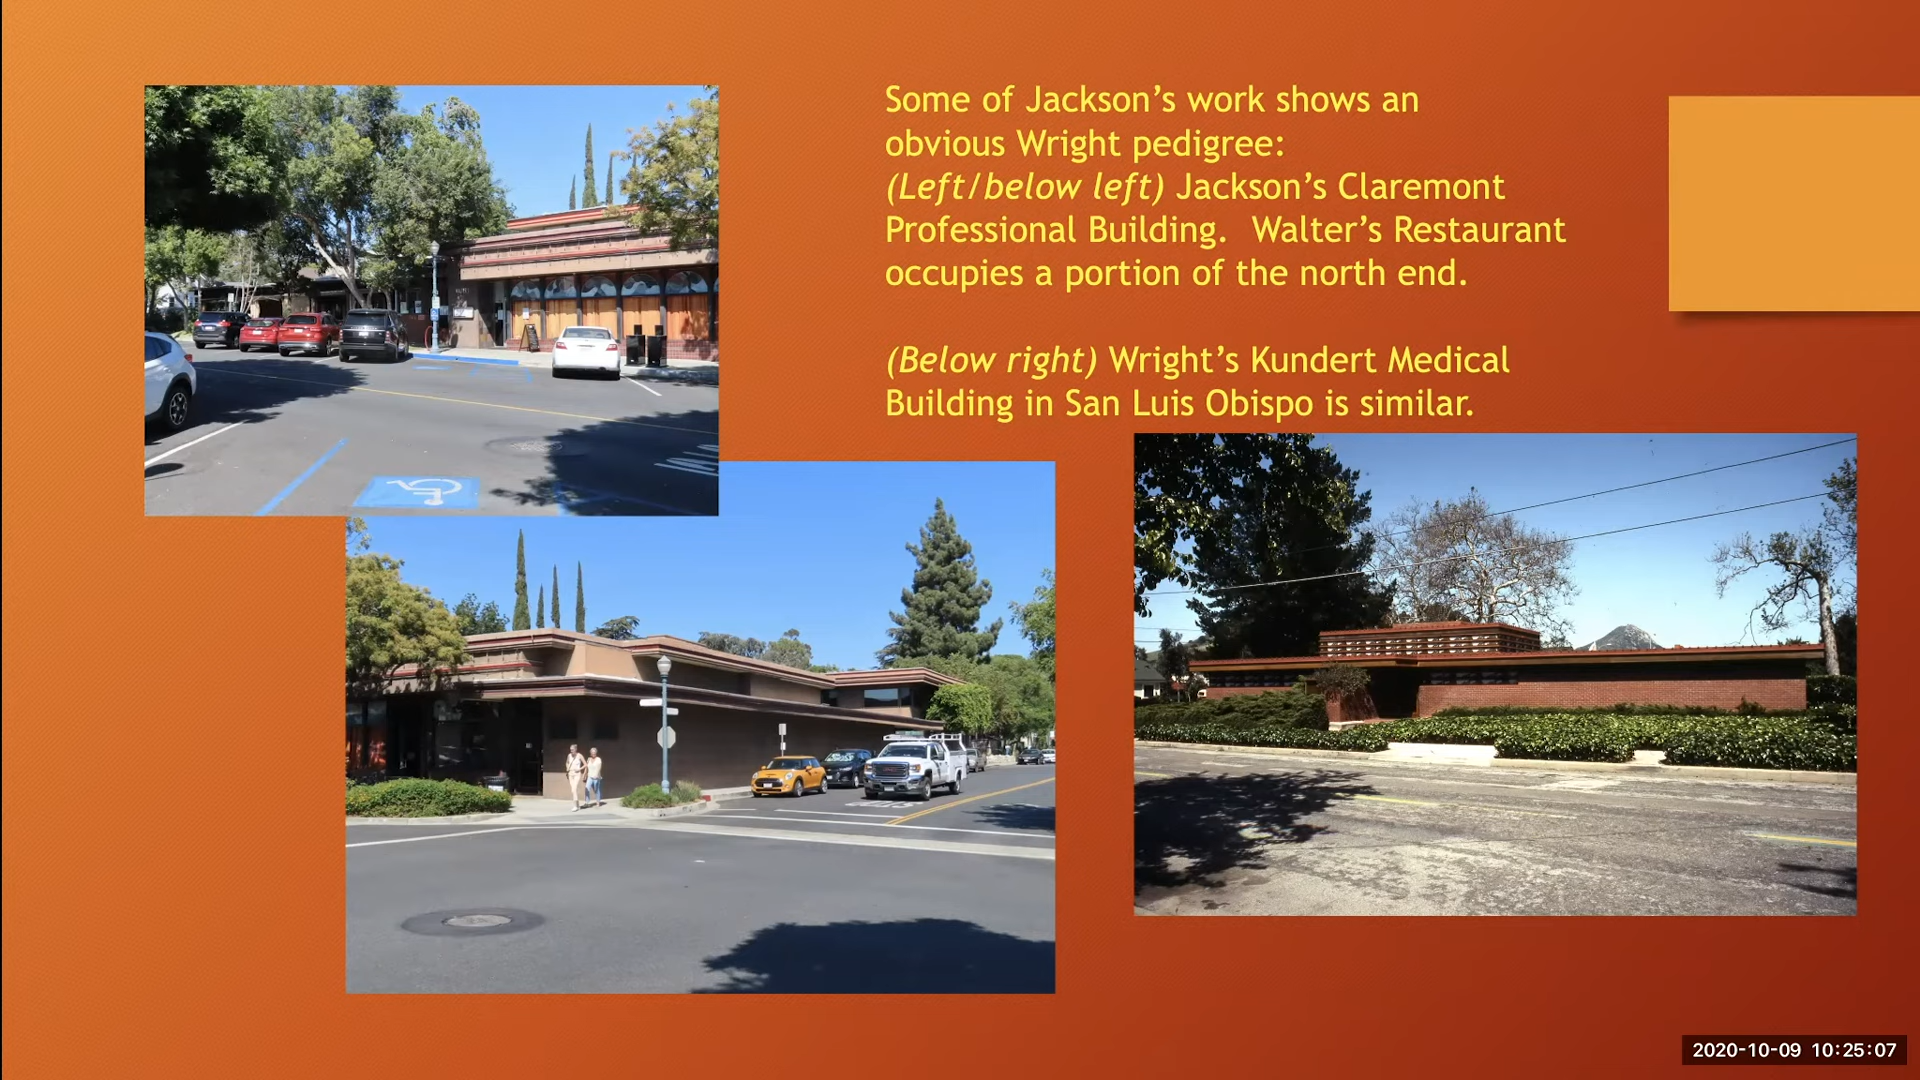 Some of Jackson's work shows an
obvious Wright pedigree:
(Left/below left) Jackson's Claremont
Professional Building.  Walter's Restaurant
occupies a portion of the north end.
(Below right) Wright's Kundert Medical
Building in San Luis Obispo is similar.
2020-10-09 10:25:07